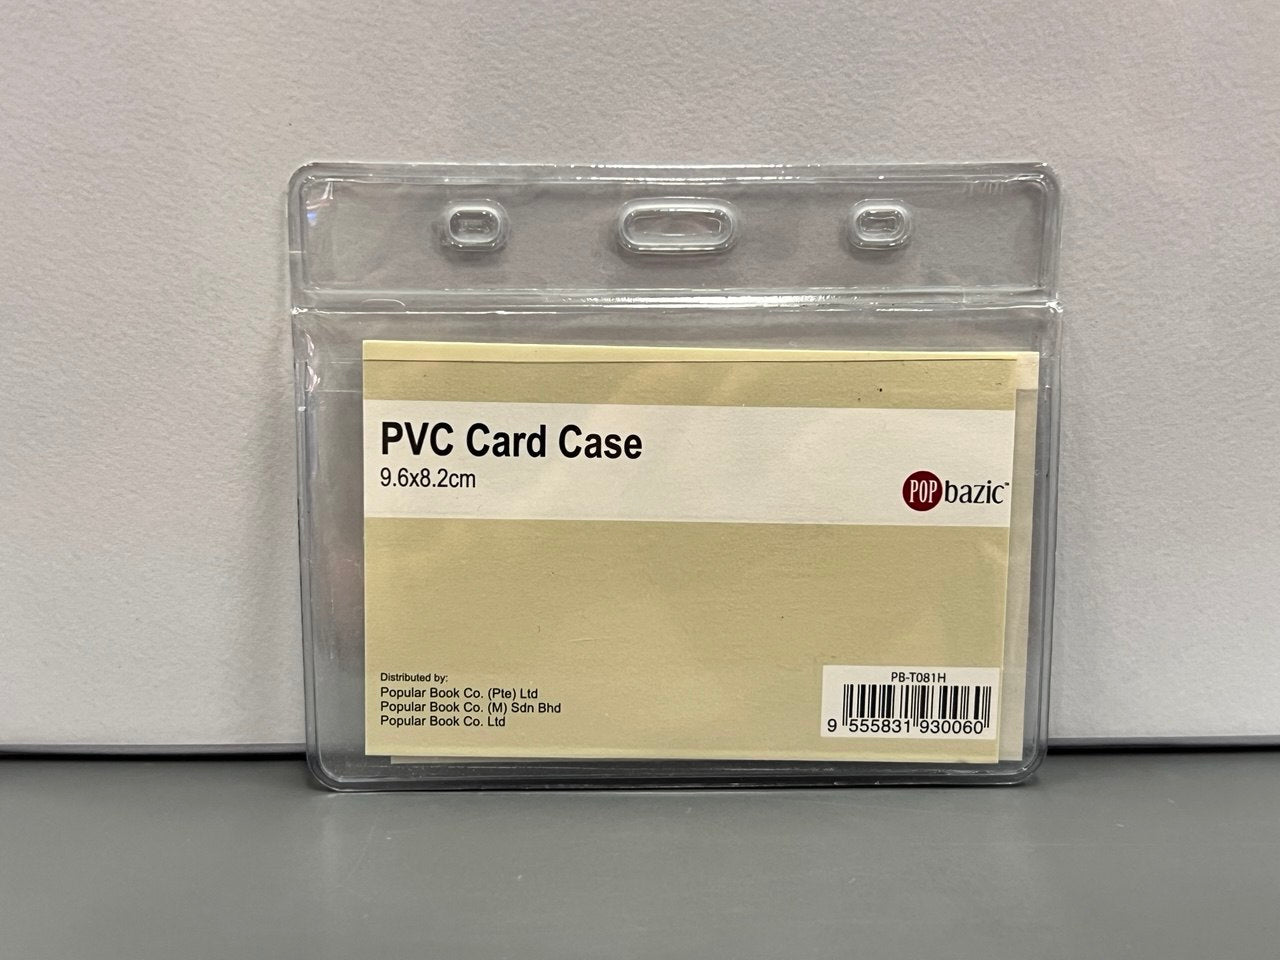 PVC Card Case
9.6x8.2cm
POP bazic™
Distributed by:
Popular Book Co. (Pte) Ltd
Popular Book Co. (M) Sdn Bhd
Popular Book Co. Ltd
PB-T081H
9 555831 930060